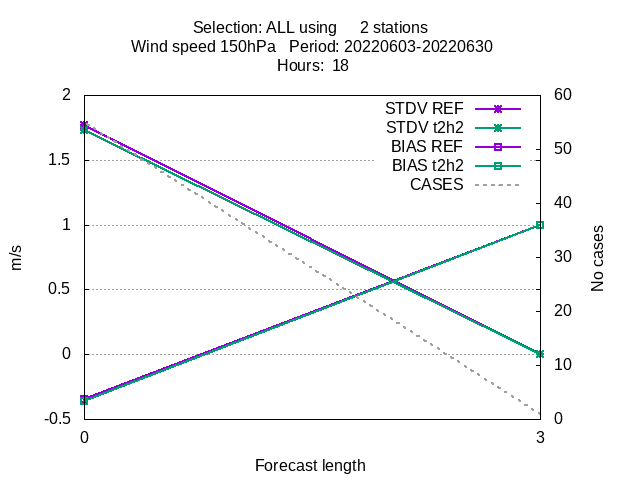 Selection: ALL using 2 stations
Wind speed 150hPa Period: 20220603-20220630
Hours: 18
2 60
STDV REF
STDV t2h2
BIAS REF
BIAS t2h2
CASES
1.5 50
1 40
0.5 30
20
0 10
-0.5 0
m/s
No cases
0 3
Forecast length